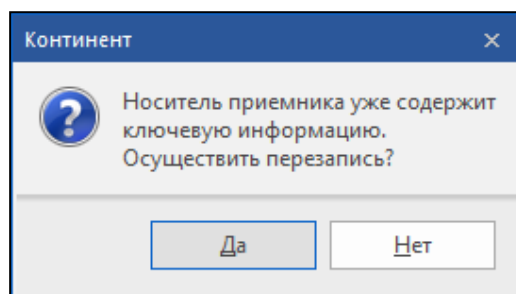 Континент
Носитель приемника уже содержит
ключевую информацию.
Осуществить перезапись?
Да
Нет